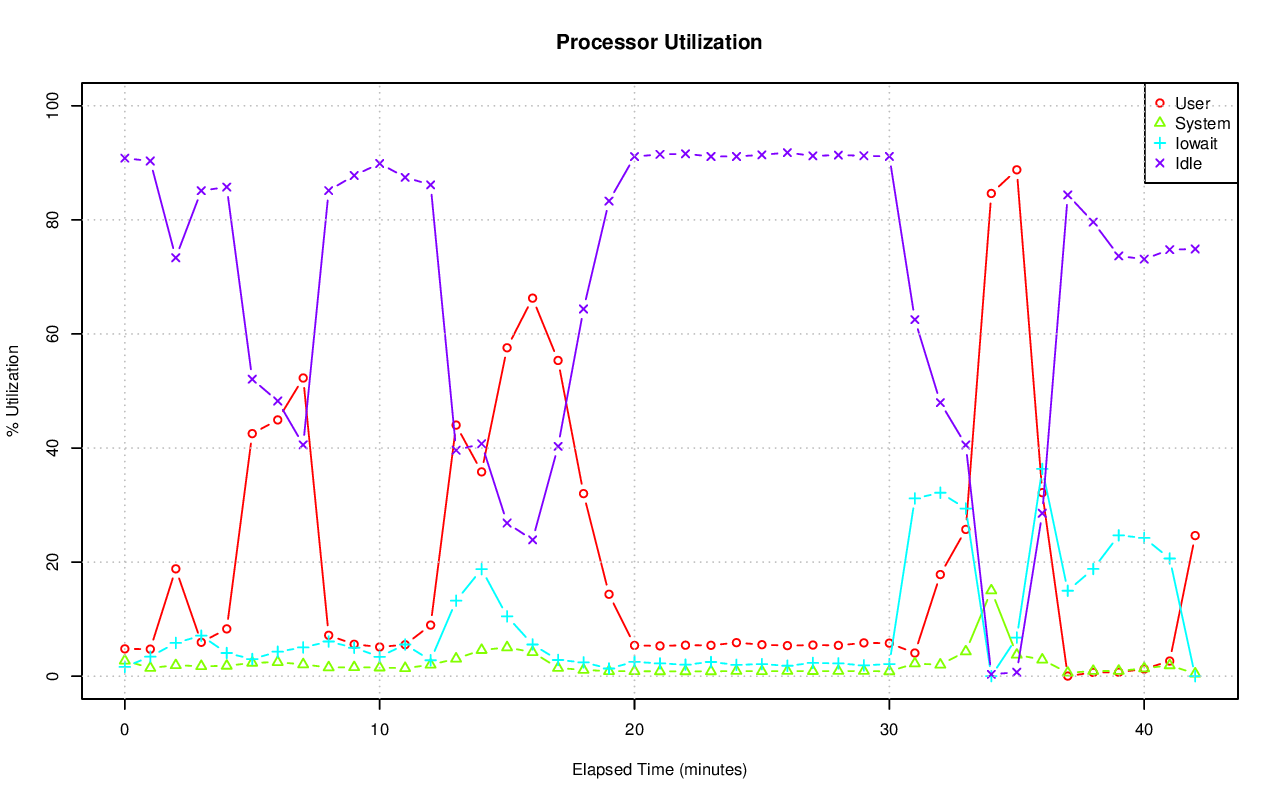 Processor Utilization
User
System
Iowait
Idle
% Utilization
100
80
60
40
20
0
0 10 20 30 40
Elapsed Time (minutes)